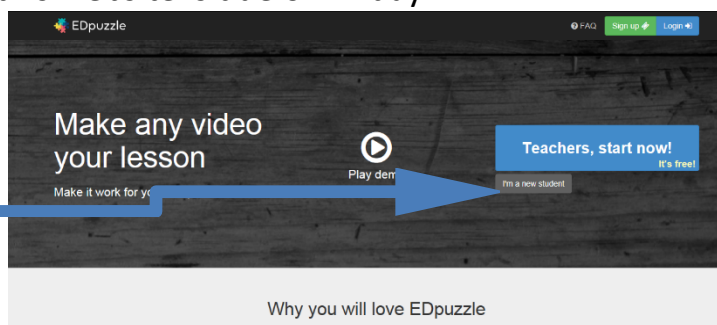 EDpuzzle
FAQ
Sign up
Login
Make any video
your lesson
Play dem
Teachers, start now!
It's free!
I'm a new student
Make it work for yo
Why you will love EDpuzzle